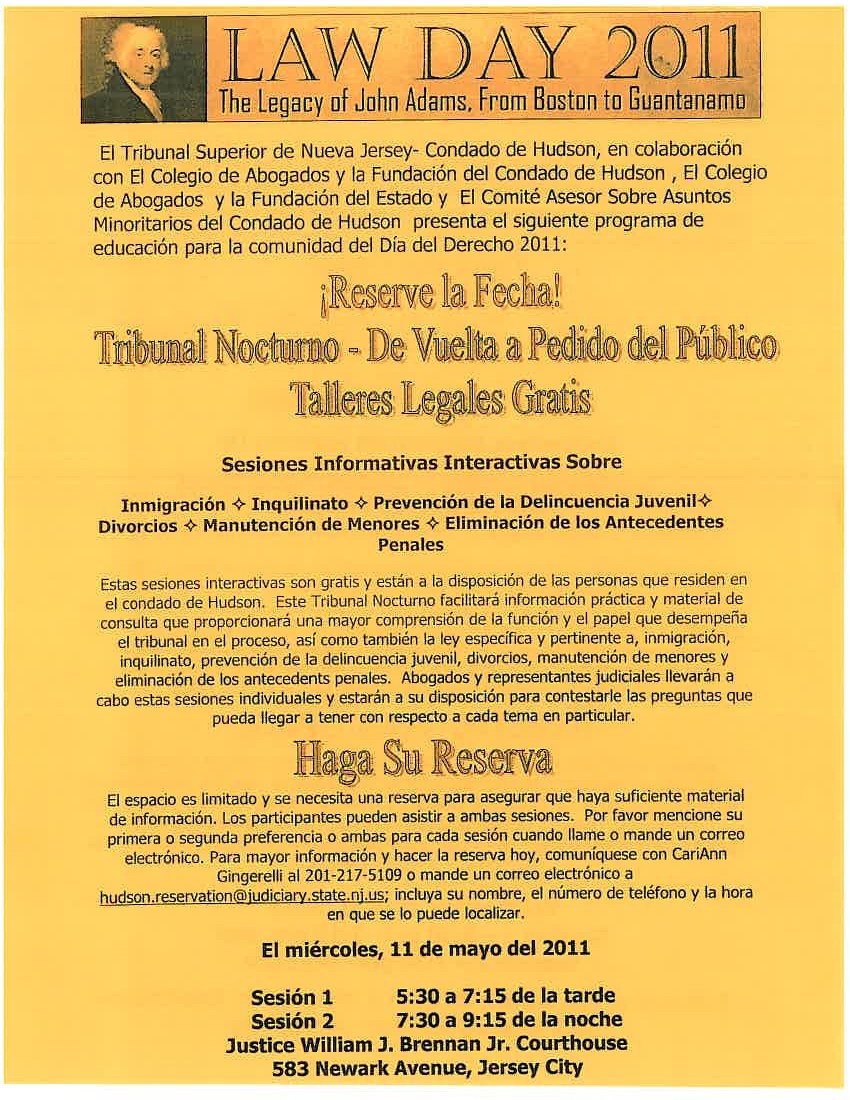 LAW DAY 2011
The Legacy of John Adams, From Boston to Guantanamo
El Tribunal Superior de Nueva Jersey- Condado de Hudson, en colaboración
con El Colegio de Abogados y la Fundación del Condado de Hudson , El Colegio
de Abogados y la Fundación del Estado y El Comité Asesor Sobre Asuntos
Minoritarios del Condado de Hudson presenta el siguiente programa de
educación para la comunidad del Día del Derecho 2011:
¡Reserve la Fecha!
Tribunal Nocturno - De Vuelta a Pedido del Público
Talleres Legales Gratis
Sesiones Informativas Interactivas Sobre
Inmigración ✧ Inquilinato ✧ Prevención de la Delincuencia Juvenil✧
Divorcios ✧ Manutención de Menores ✧ Eliminación de los Antecedentes
Penales
Estas sesiones interactivas son gratis y están a la disposición de las personas que residen en
el condado de Hudson. Este Tribunal Nocturno facilitará información práctica y material de
consulta que proporcionará una mayor comprensión de la función y el papel que desempeña
el tribunal en el proceso, así como también la ley específica y pertinente a, inmigración,
inquilinato, prevención de la delincuencia juvenil, divorcios, manutención de menores y
eliminación de los antecedents penales. Abogados y representantes judiciales llevarán a
cabo estas sesiones individuales y estarán a su disposición para contestarle las preguntas que
pueda llegar a tener con respecto a cada tema en particular.
Haga Su Reserva
El espacio es limitado y se necesita una reserva para asegurar que haya suficiente material
de información. Los participantes pueden asistir a ambas sesiones. Por favor mencione su
primera o segunda preferencia o ambas para cada sesión cuando llame o mande un correo
electrónico. Para mayor información y hacer la reserva hoy, comuníquese con CariAnn
Gingerelli al 201-217-5109 o mande un correo electrónico a
hudson.reservation@judiciary.state.nj.us; incluya su nombre, el número de teléfono y la hora
en que se lo puede localizar.
El miércoles, 11 de mayo del 2011
Sesión 1 5:30 a 7:15 de la tarde
Sesión 2 7:30 a 9:15 de la noche
Justice William J. Brennan Jr. Courthouse
583 Newark Avenue, Jersey City